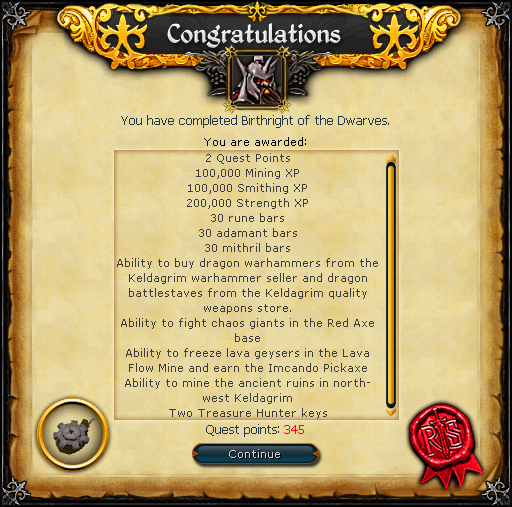 Congratulations
You have completed Birthright of the Dwarves.
You are awarded:
2 Quest Points
100,000 Mining XP
100,000 Smithing XP
200,000 Strength XP
30 rune bars
30 adamant bars
30 mithril bars
Ability to buy dragon warhammers from the
Keldagrim warhammer seller and dragon
battlestaves from the Keldagrim quality
weapons store.
Ability to fight chaos giants in the Red Axe
base
Ability to freeze lava geysers in the Lava
Flow Mine and earn the Imcando Pickaxe
Ability to mine the ancient ruins in north-
west Keldagrim
Two Treasure Hunter keys
Quest points: 345
RS
Continue